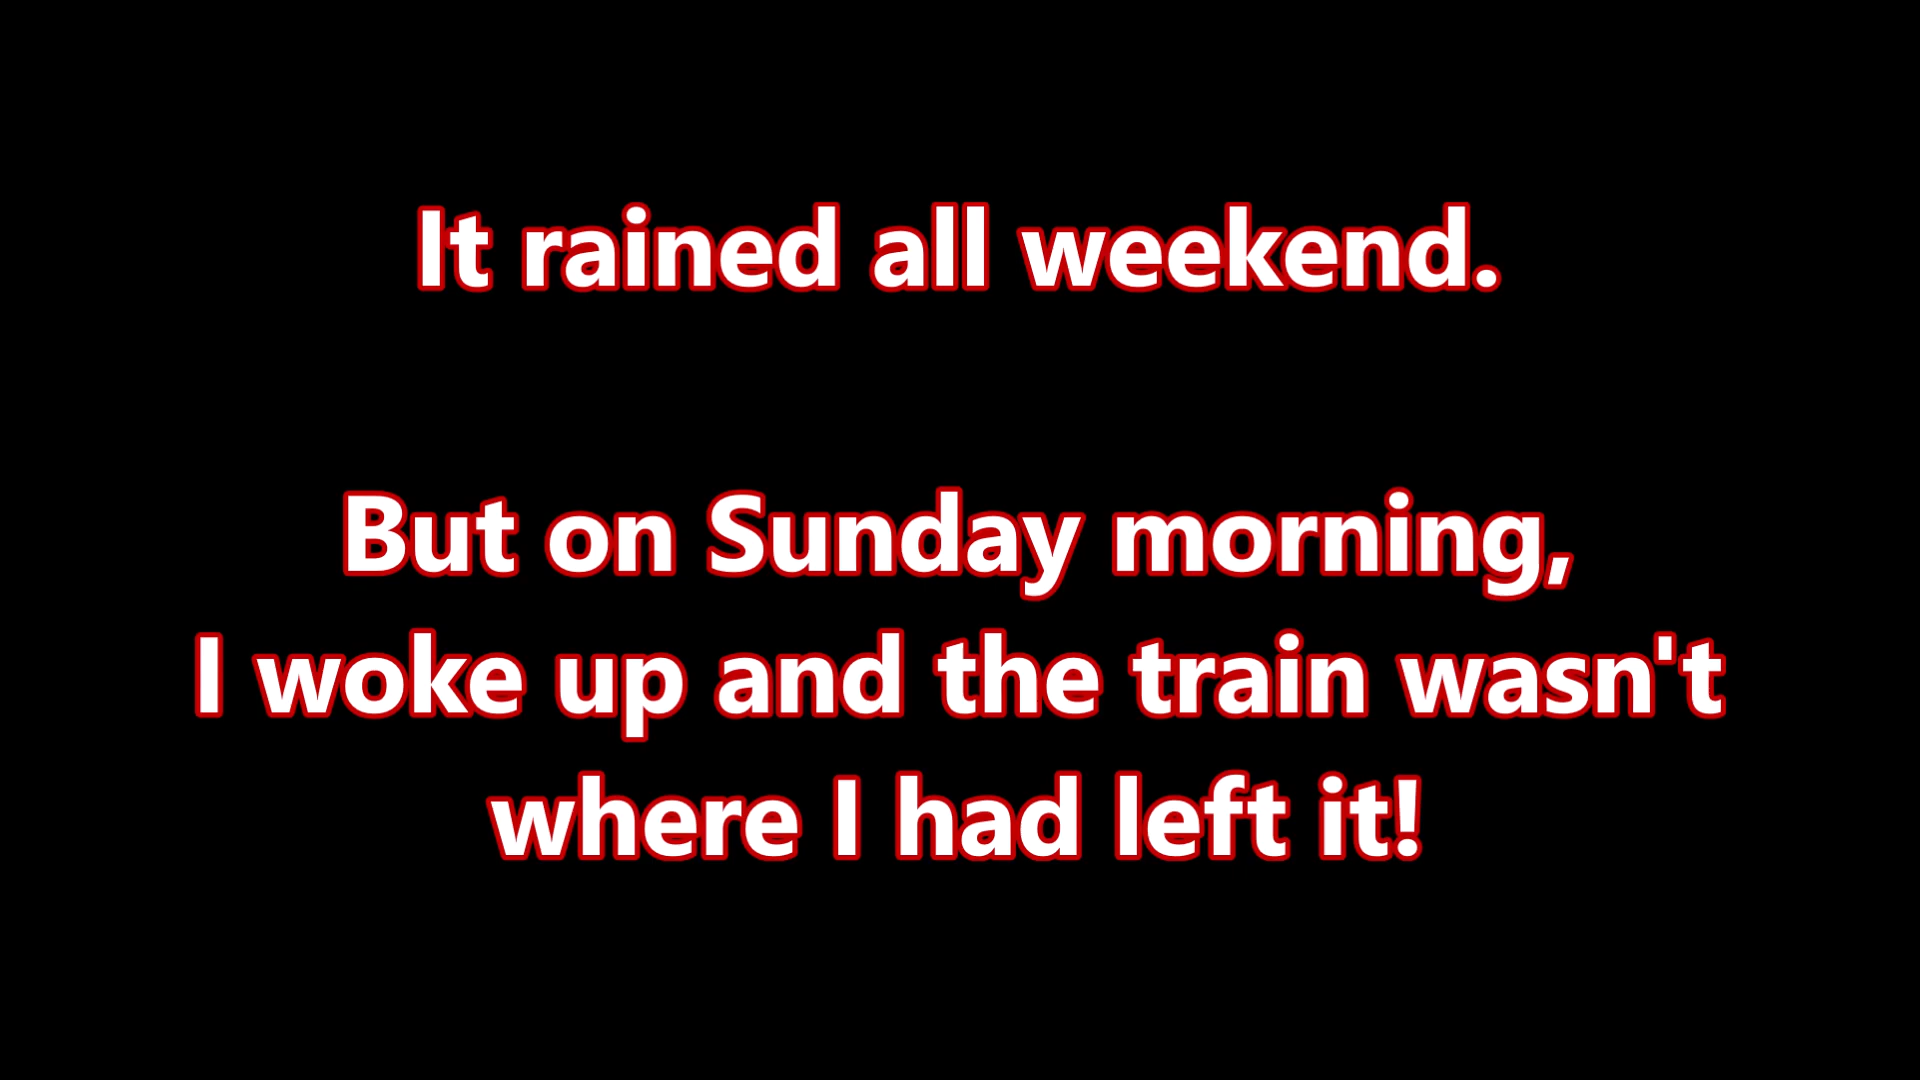 It rained all weekend.
But on Sunday morning,
I woke up and the train wasn't
where I had left it!